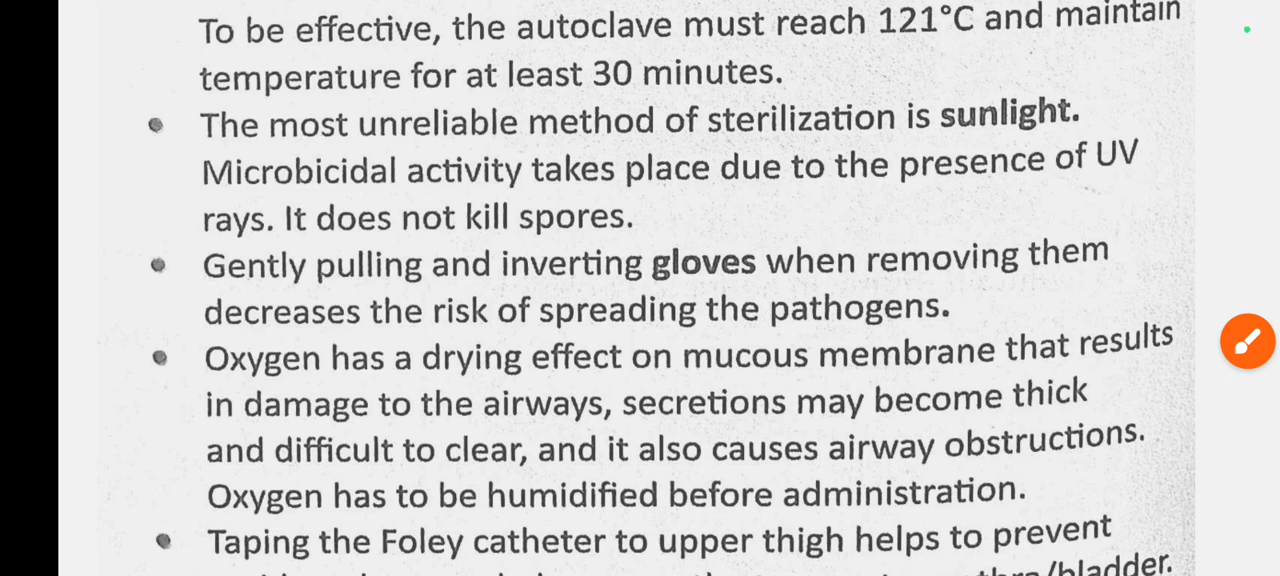 To be effective, the autoclave must reach 121°C and maintain
temperature for at least 30 minutes.
• The most unreliable method of sterilization is sunlight.
Microbicidal activity takes place due to the presence of UV
rays. It does not kill spores.
• Gently pulling and inverting gloves when removing them
decreases the risk of spreading the pathogens.
• Oxygen has a drying effect on mucous membrane that results
in damage to the airways, secretions may become thick
and difficult to clear, and it also causes airway obstructions.
Oxygen has to be humidified before administration.
• Taping the Foley catheter to upper thigh helps to prevent
/bladder.